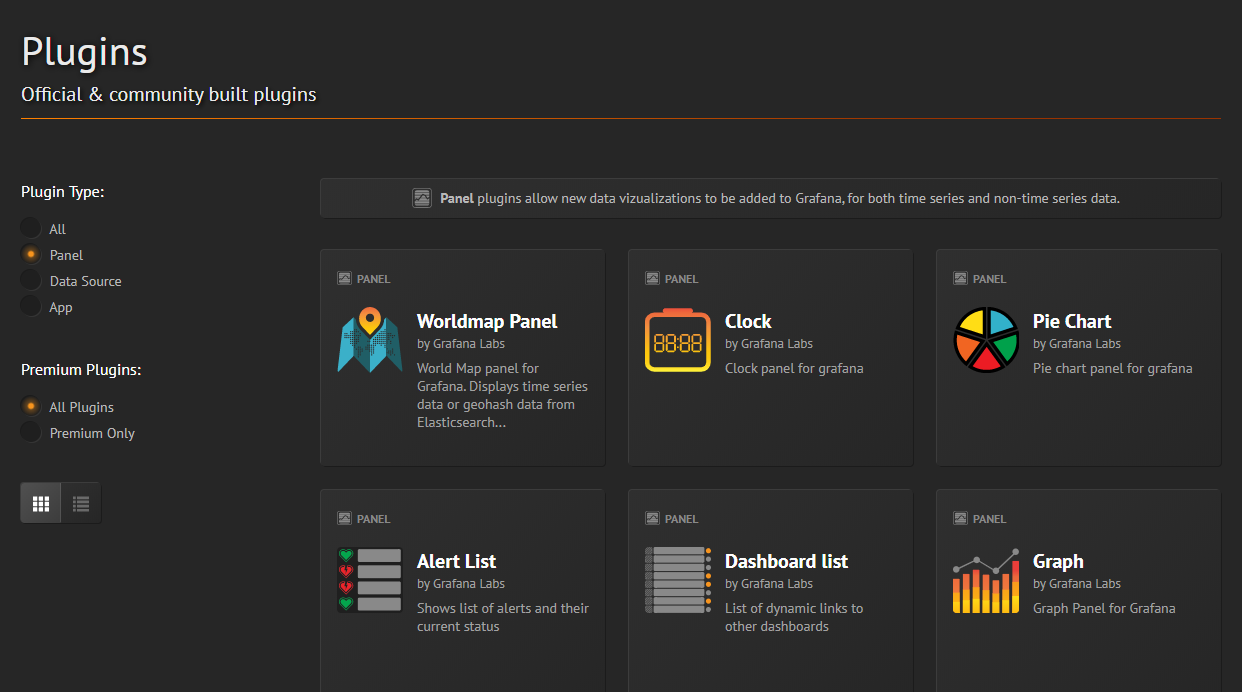 Plugins
Official & community built plugins
Plugin Type:
All
Panel
Data Source
App
Premium Plugins:
All Plugins
Premium Only
Panel plugins allow new data vizualizations to be added to Grafana, for both time series and non-time series data.
PANEL
Worldmap Panel
by Grafana Labs
World Map panel for
Grafana. Displays time series
data or geohash data from
Elasticsearch...
PANEL
88:88
Clock
by Grafana Labs
Clock panel for grafana
PANEL
Pie Chart
by Grafana Labs
Pie chart panel for grafana
PANEL
Alert List
by Grafana Labs
Shows list of alerts and their
current status
PANEL
Dashboard list
by Grafana Labs
List of dynamic links to
other dashboards
PANEL
Graph
by Grafana Labs
Graph Panel for Grafana